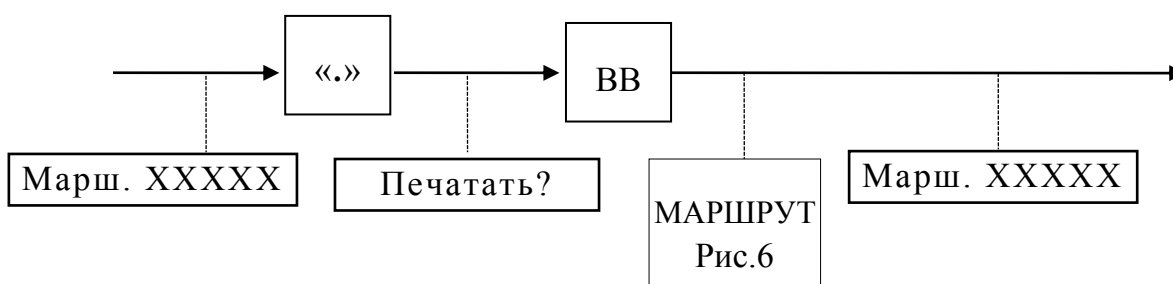 «.»
ВВ
Марш. XXXXX
Печатать?
МАРШРУТ
Рис.6
Марш. XXXXX